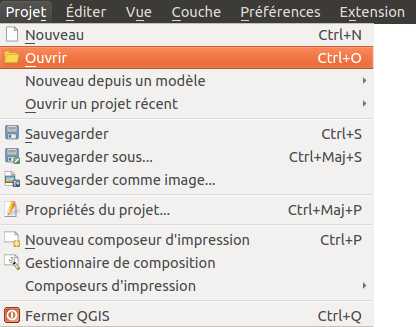 Projet Éditer Vue Couche Préférences Extension
Nouveau Ctrl+N
Ouvrir Ctrl+O
Nouveau depuis un modèle
Ouvrir un projet récent
Sauvegarder Ctrl+S
Sauvegarder sous... Ctrl+Maj+S
Sauvegarder comme image...
Propriétés du projet... Ctrl+Maj+P
Nouveau composeur d'impression Ctrl+P
Gestionnaire de composition
Composeurs d'impression
Fermer QGIS Ctrl+Q